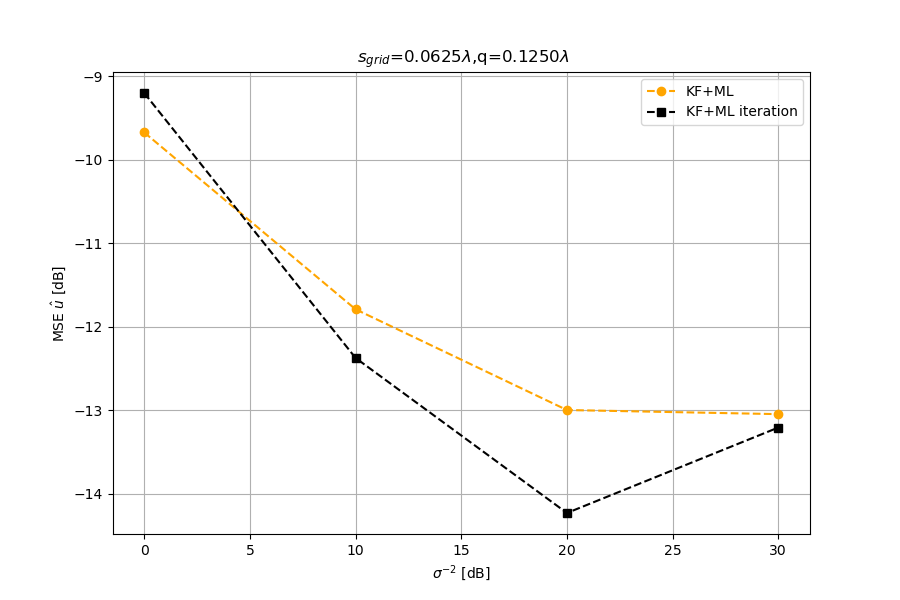 s_grid=0.0625λ,q=0.1250λ
KF+ML
KF+ML iteration
−9
−10
−11
−12
−13
−14
MSE û [dB]
0 5 10 15 20 25 30
σ⁻² [dB]